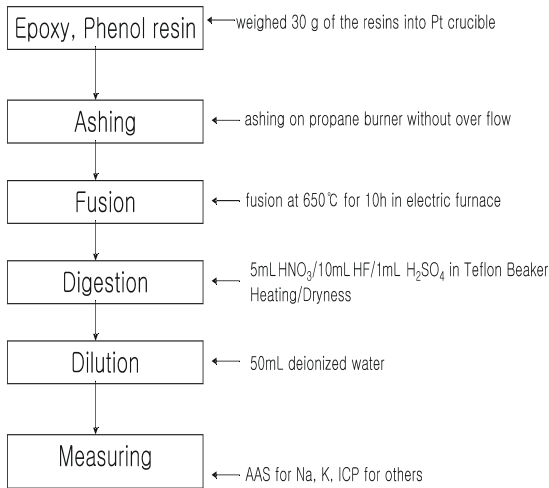 Epoxy, Phenol resin
weighed 30 g of the resins into Pt crucible
Ashing
ashing on propane burner without over flow
Fusion
fusion at 650℃ for 10h in electric furnace
Digestion
5mL HNO₃/10mL HF/1mL H₂SO₄ in Teflon Beaker
Heating/Dryness
Dilution
50mL deionized water
Measuring
AAS for Na, K, ICP for others